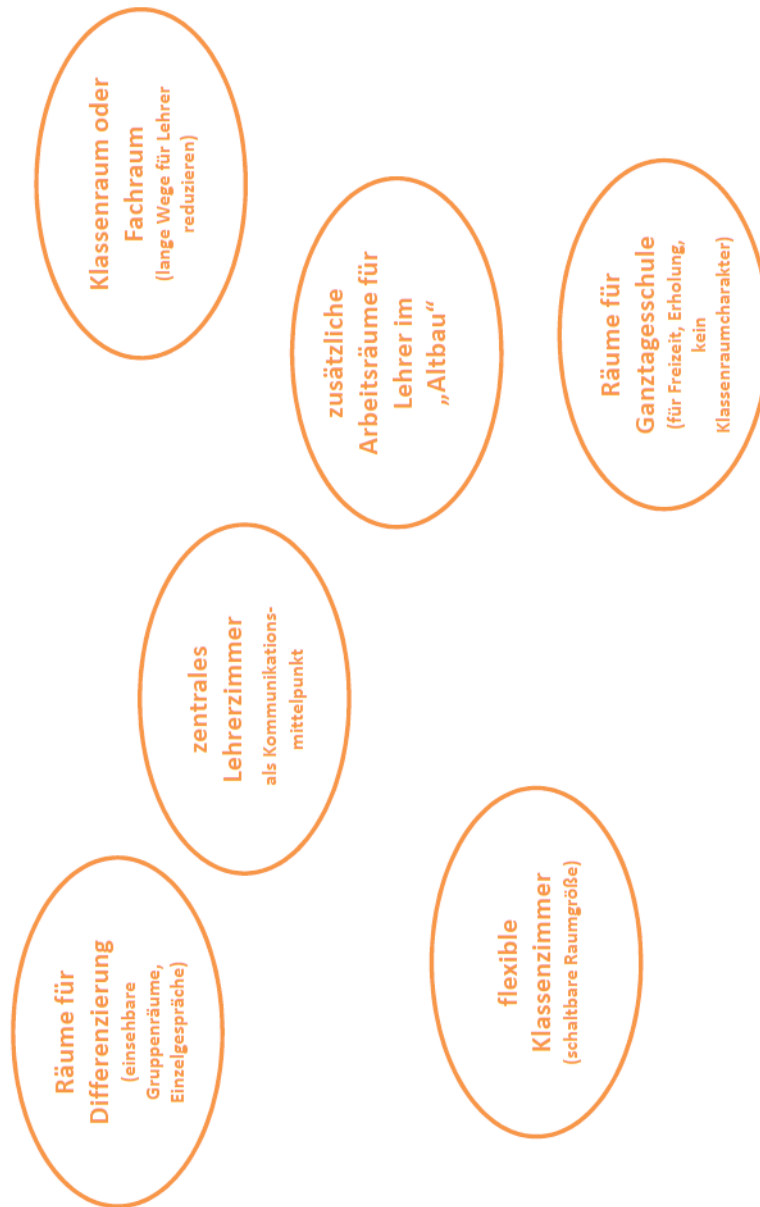 Räume für
Differenzierung
(einsehbare
Gruppenräume,
Einzelgespräche)
zentrales
Lehrerzimmer
als Kommunikations-
mittelpunkt
Klassenraum oder
Fachraum
(lange Wege für Lehrer
reduzieren)
zusätzliche
Arbeitsräume für
Lehrer im
„Altbau“
flexible
Klassenzimmer
(schaltbare Raumgröße)
Räume für
Ganztagesschule
(für Freizeit, Erholung,
kein
Klassenraumcharakter)